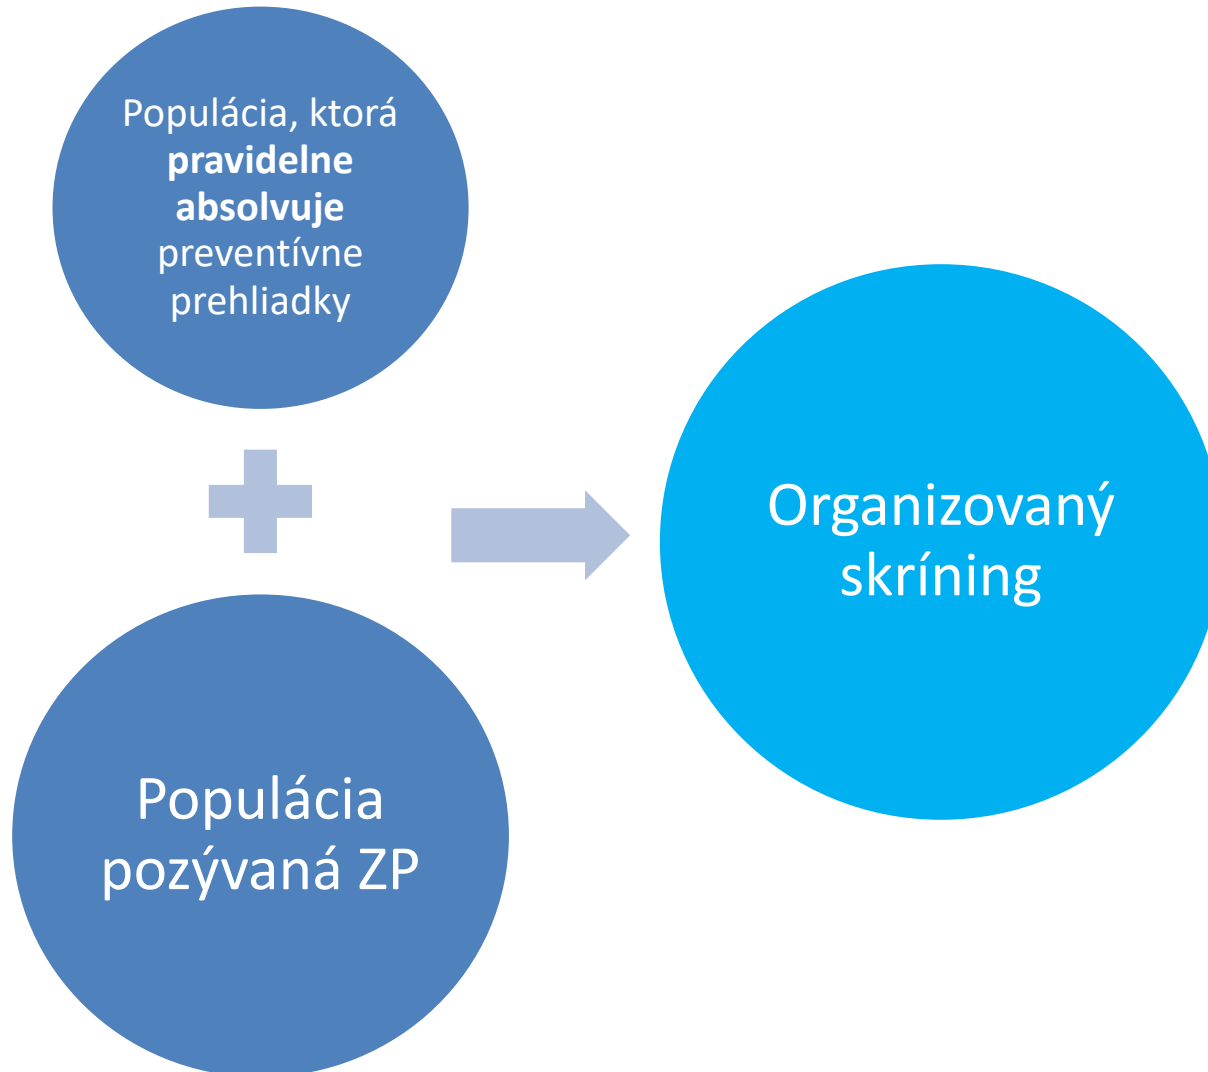 Populácia, ktorá
pravidelne
absolvuje
preventívne
prehliadky
Organizovaný
skríning
Populácia
pozývaná ZP